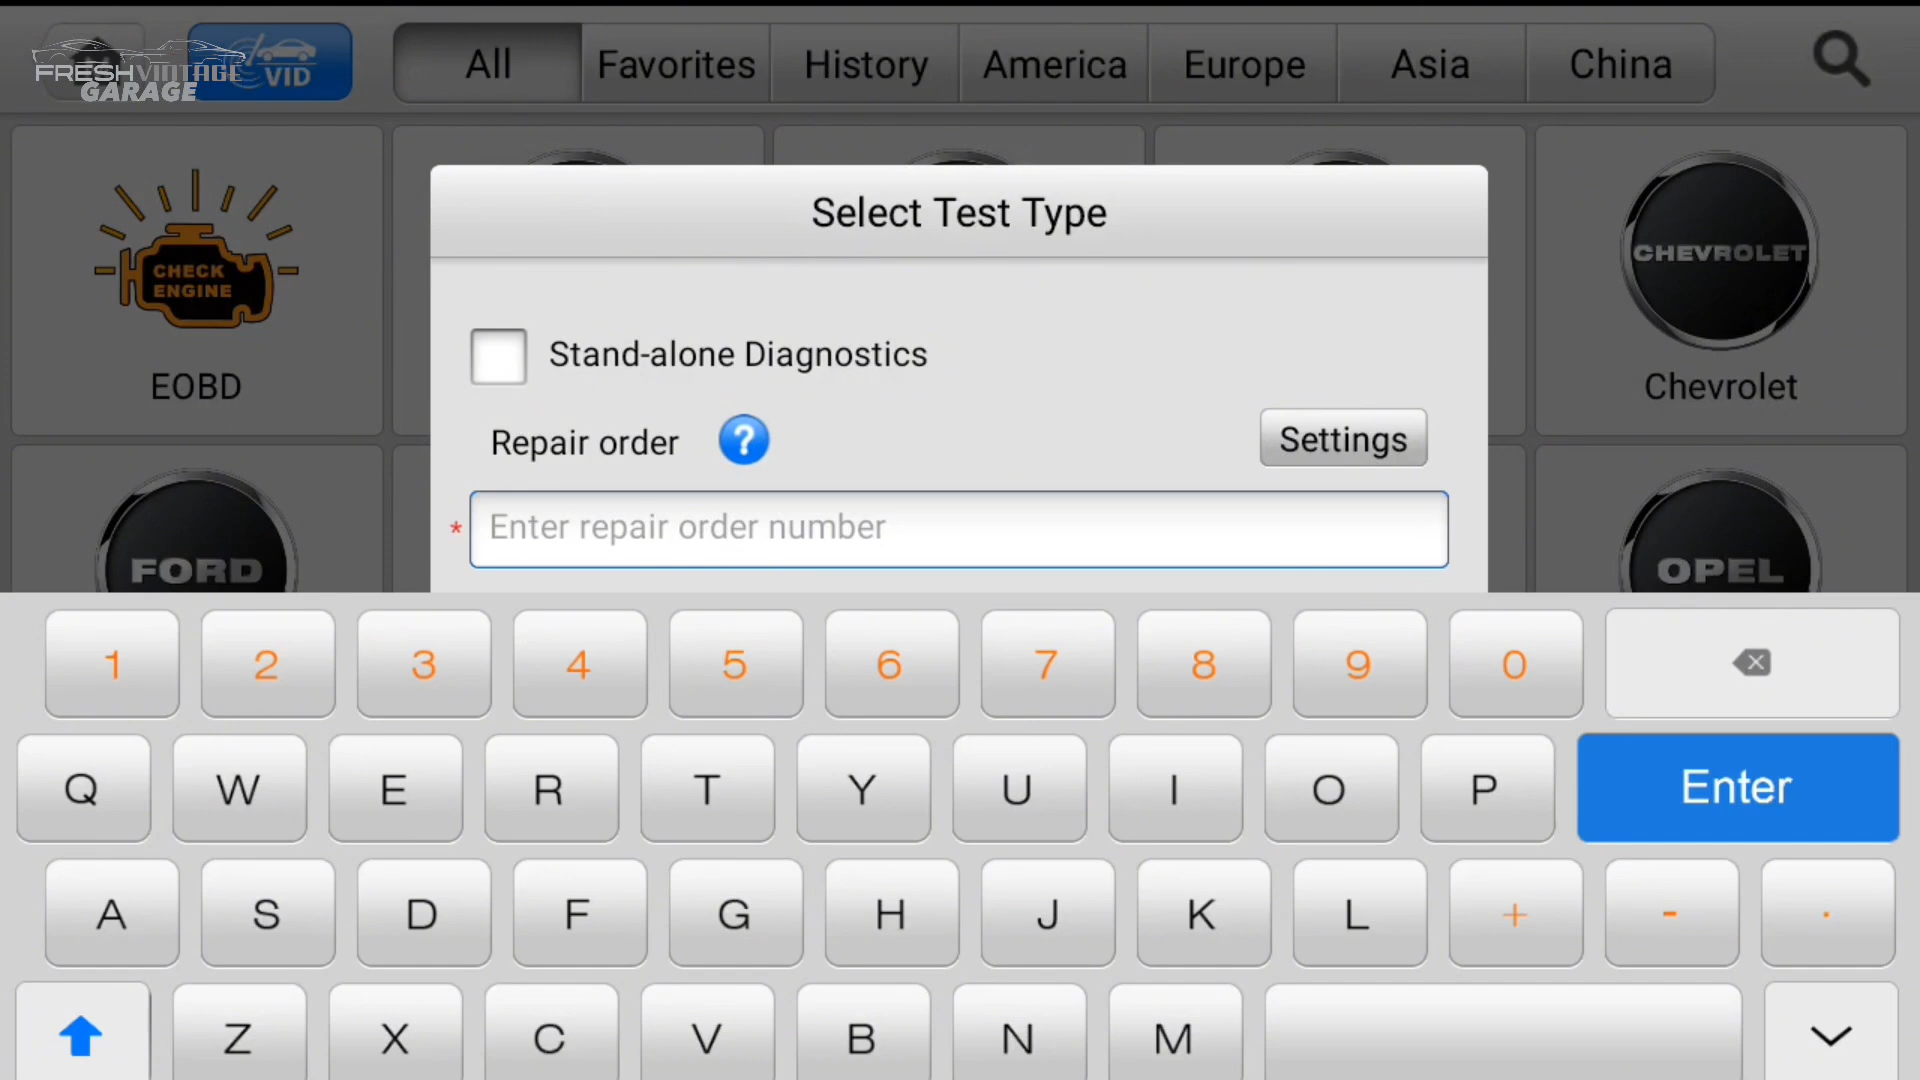 FRESHVINTAGE
GARAGE
VID
All
Favorites
History
America
Europe
Asia
China
CHECK
ENGINE
EOBD
CHEVROLET
Chevrolet
FORD
OPEL
Select Test Type
Stand-alone Diagnostics
Repair order ? Settings
* Enter repair order number
1 2 3 4 5 6 7 8 9 0
Q W E R T Y U I O P Enter
A S D F G H J K L + - .
Z X C V B N M